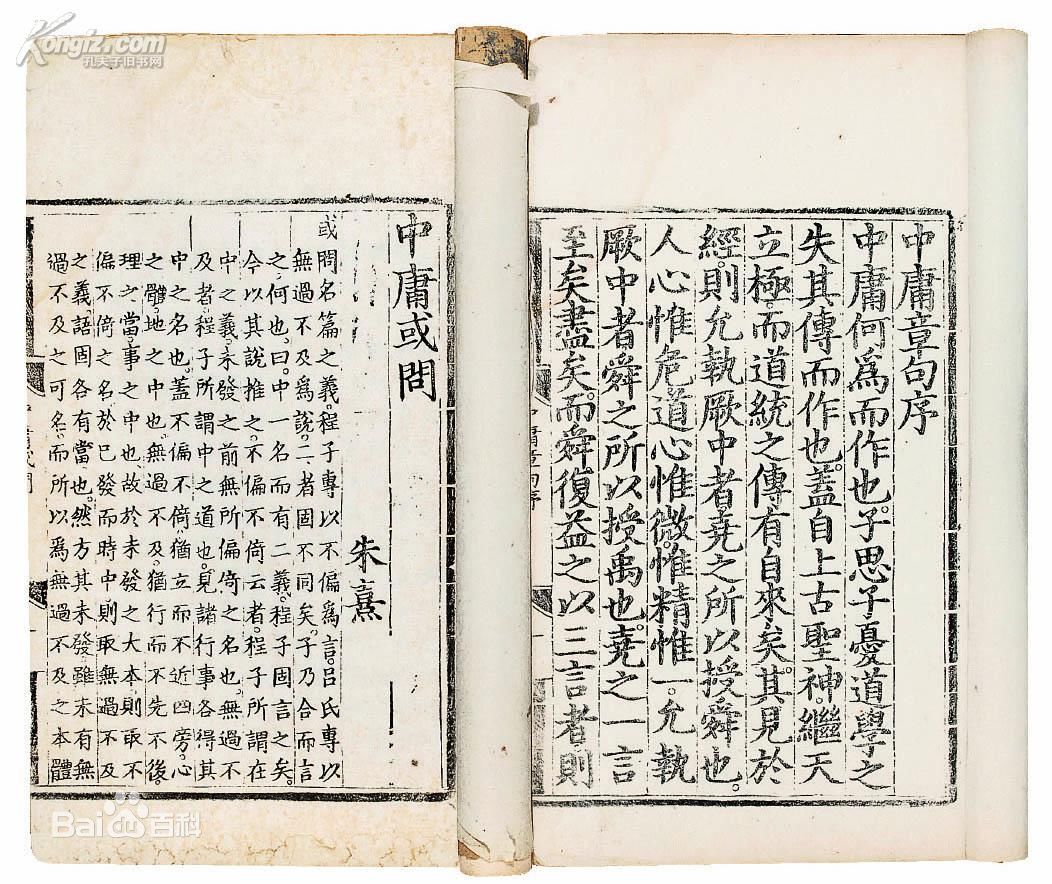 中庸章句序
中庸何爲而作也。子思子憂道學之
失其傳而作也。蓋自上古聖神。繼天
立極。而道統之傳有自來矣。其見於
經。則允執厥中者。堯之所以授舜也。
人心惟危。道心惟微。惟精惟一。允執
厥中者。舜之所以授禹也。堯之一言
至矣盡矣。而舜復益之以三言者。則
中庸或問
朱熹
或問名篇之義。程子專以不偏爲言。呂氏專以
無過不及爲說。二者固不同矣。子乃合而言
之。何也。曰。中一名而有二義。程子固言之矣。
今以其說推之。不偏不倚云者。程子所謂在
中之義。未發之前無所偏倚之名也。無過不
及者。程子所謂中之道也。見諸行事各得其
中之名也。蓋不偏不倚。猶立而不近四旁。心
之體。地之中也。無過不及。猶行而不先不後。
理之當。事之中也。故於未發之大本。則取不
偏不倚之名。於已發而時中。則取無過不及
之義。語固各有當也。然方其未發。雖未有無
過不及之可名。而所以爲無過不及之本體
Kongfz.com
孔夫子旧书网
Bai 百科